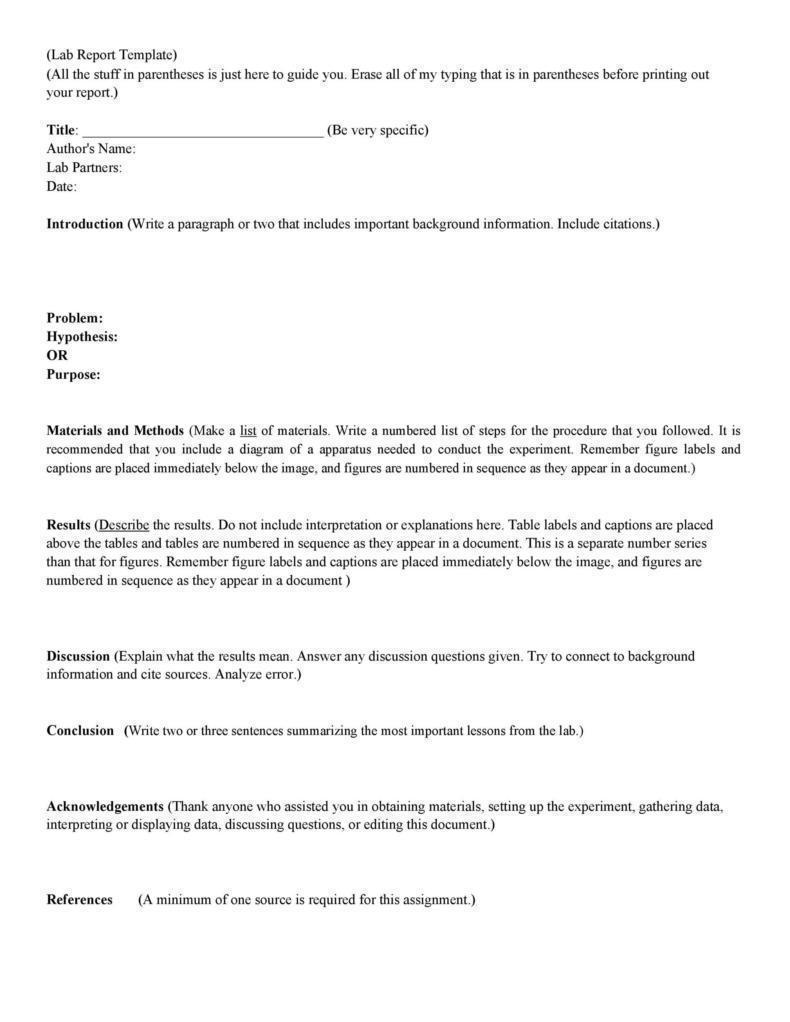 (Lab Report Template)
(All the stuff in parentheses is just here to guide you. Erase all of my typing that is in parentheses before printing out
your report.)
Title: __________________________________ (Be very specific)
Author's Name:
Lab Partners:
Date:
Introduction (Write a paragraph or two that includes important background information. Include citations.)
Problem:
Hypothesis:
OR
Purpose:
Materials and Methods (Make a list of materials. Write a numbered list of steps for the procedure that you followed. It is
recommended that you include a diagram of a apparatus needed to conduct the experiment. Remember figure labels and
captions are placed immediately below the image, and figures are numbered in sequence as they appear in a document.)
Results (Describe the results. Do not include interpretation or explanations here. Table labels and captions are placed
above the tables and tables are numbered in sequence as they appear in a document. This is a separate number series
than that for figures. Remember figure labels and captions are placed immediately below the image, and figures are
numbered in sequence as they appear in a document )
Discussion (Explain what the results mean. Answer any discussion questions given. Try to connect to background
information and cite sources. Analyze error.)
Conclusion (Write two or three sentences summarizing the most important lessons from the lab.)
Acknowledgements (Thank anyone who assisted you in obtaining materials, setting up the experiment, gathering data,
interpreting or displaying data, discussing questions, or editing this document.)
References (A minimum of one source is required for this assignment.)